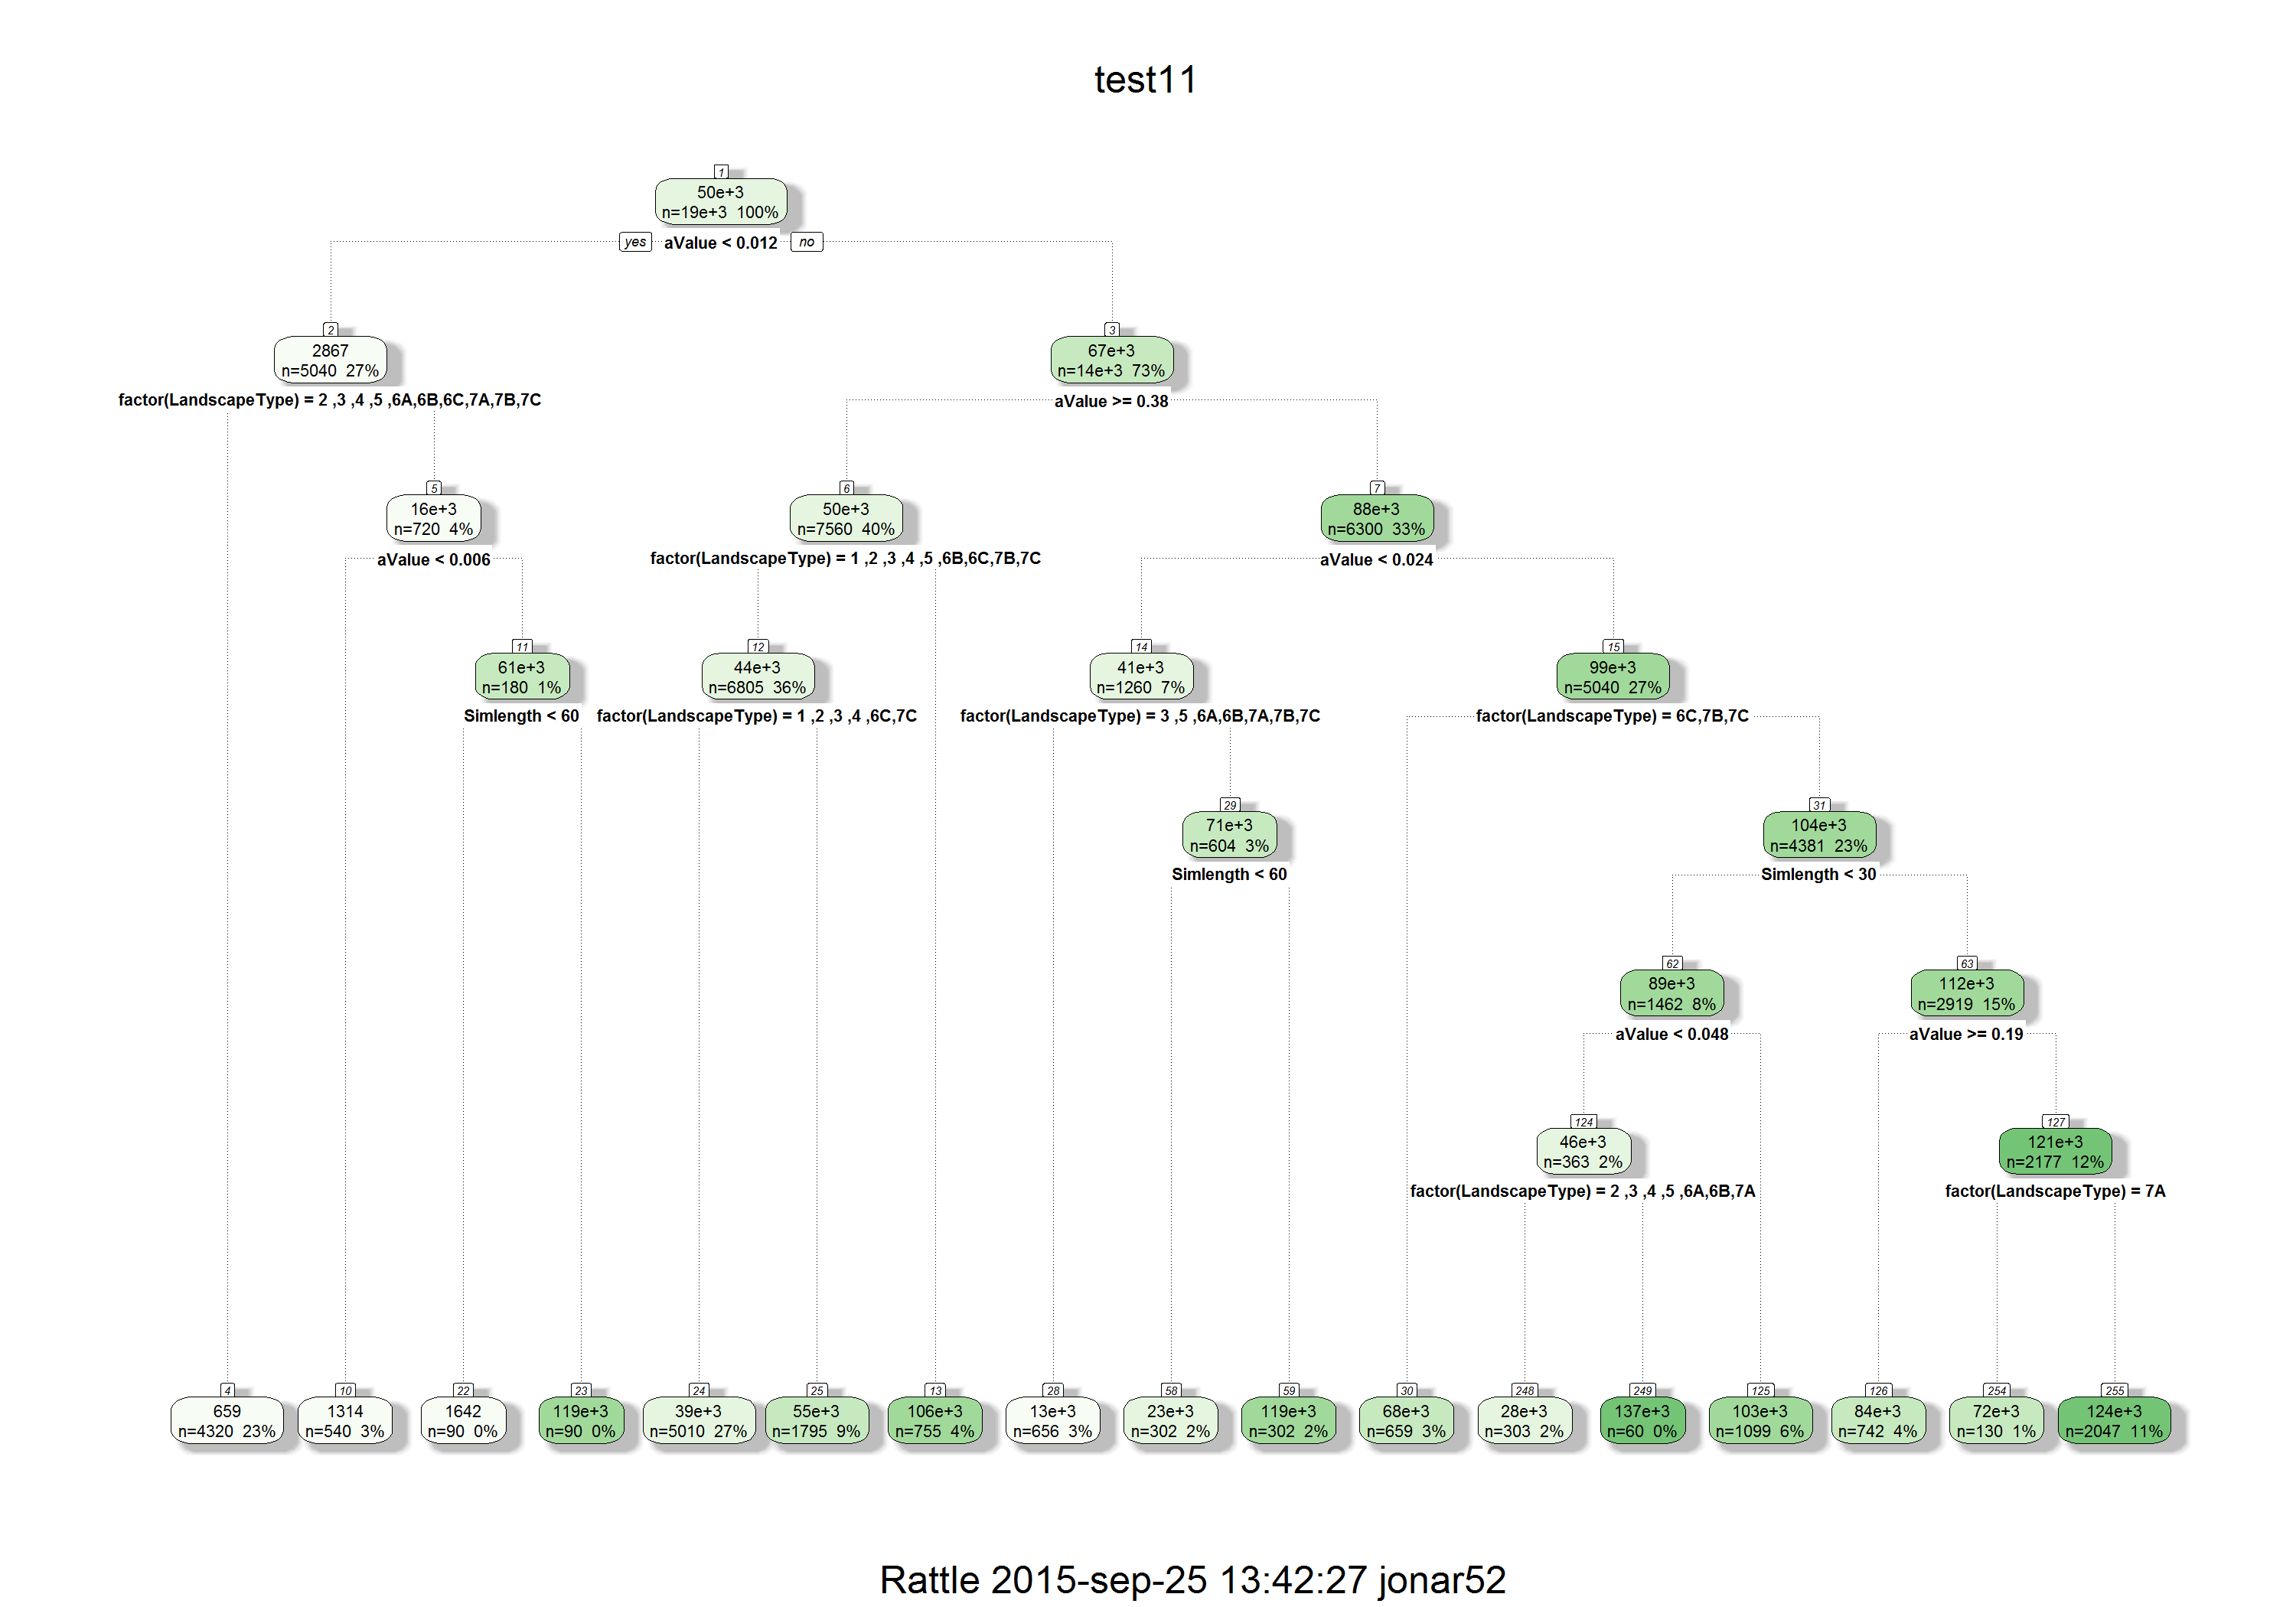 test11
1
50e+3
n=19e+3 100%
yes aValue < 0.012 no
2
2867
n=5040 27%
3
67e+3
n=14e+3 73%
factor(LandscapeType) = 2 ,3 ,4 ,5 ,6A,6B,6C,7A,7B,7C
aValue >= 0.38
5
16e+3
n=720 4%
6
50e+3
n=7560 40%
7
88e+3
n=6300 33%
aValue < 0.006
factor(LandscapeType) = 1 ,2 ,3 ,4 ,5 ,6B,6C,7B,7C
aValue < 0.024
11
61e+3
n=180 1%
12
44e+3
n=6805 36%
14
41e+3
n=1260 7%
15
99e+3
n=5040 27%
Simlength < 60
factor(LandscapeType) = 1 ,2 ,3 ,4 ,6C,7C
factor(LandscapeType) = 3 ,5 ,6A,6B,7A,7B,7C
factor(LandscapeType) = 6C,7B,7C
29
71e+3
n=604 3%
31
104e+3
n=4381 23%
Simlength < 60
Simlength < 30
62
89e+3
n=1462 8%
63
112e+3
n=2919 15%
aValue < 0.048
aValue >= 0.19
124
46e+3
n=363 2%
127
121e+3
n=2177 12%
factor(LandscapeType) = 2 ,3 ,4 ,5 ,6A,6B,7A
factor(LandscapeType) = 7A
4
659
n=4320 23%
10
1314
n=540 3%
22
1642
n=90 0%
23
119e+3
n=90 0%
24
39e+3
n=5010 27%
25
55e+3
n=1795 9%
13
106e+3
n=755 4%
28
13e+3
n=656 3%
58
23e+3
n=302 2%
59
119e+3
n=302 2%
30
68e+3
n=659 3%
248
28e+3
n=303 2%
249
137e+3
n=60 0%
125
103e+3
n=1099 6%
126
84e+3
n=742 4%
254
72e+3
n=130 1%
255
124e+3
n=2047 11%
Rattle 2015-sep-25 13:42:27 jonar52